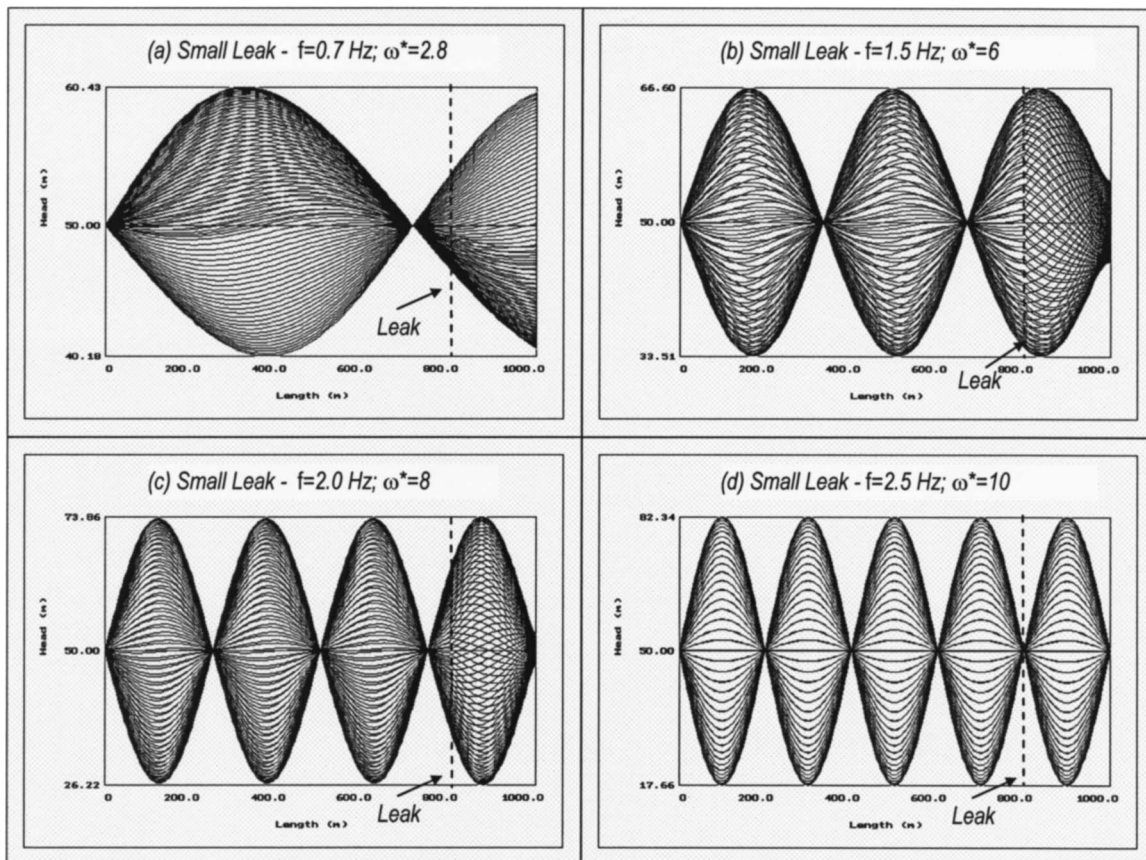 (a) Small Leak - f=0.7 Hz; ω*=2.8
60.43
Head (m)
50.00
Leak
40.18
0 200.0 400.0 600.0 800.0 1000.0
Length (m)
(b) Small Leak - f=1.5 Hz; ω*=6
66.60
Head (m)
50.00
33.51
Leak
0 200.0 400.0 600.0 800.0 1000.0
Length (m)
(c) Small Leak - f=2.0 Hz; ω*=8
73.86
Head (m)
50.00
26.22
0 200.0 400.0 600.0 800.0 1000.0
Leak
Length (m)
(d) Small Leak - f=2.5 Hz; ω*=10
82.34
Head (m)
50.00
17.66
0 200.0 400.0 600.0 800.0 1000.0
Leak
Length (m)